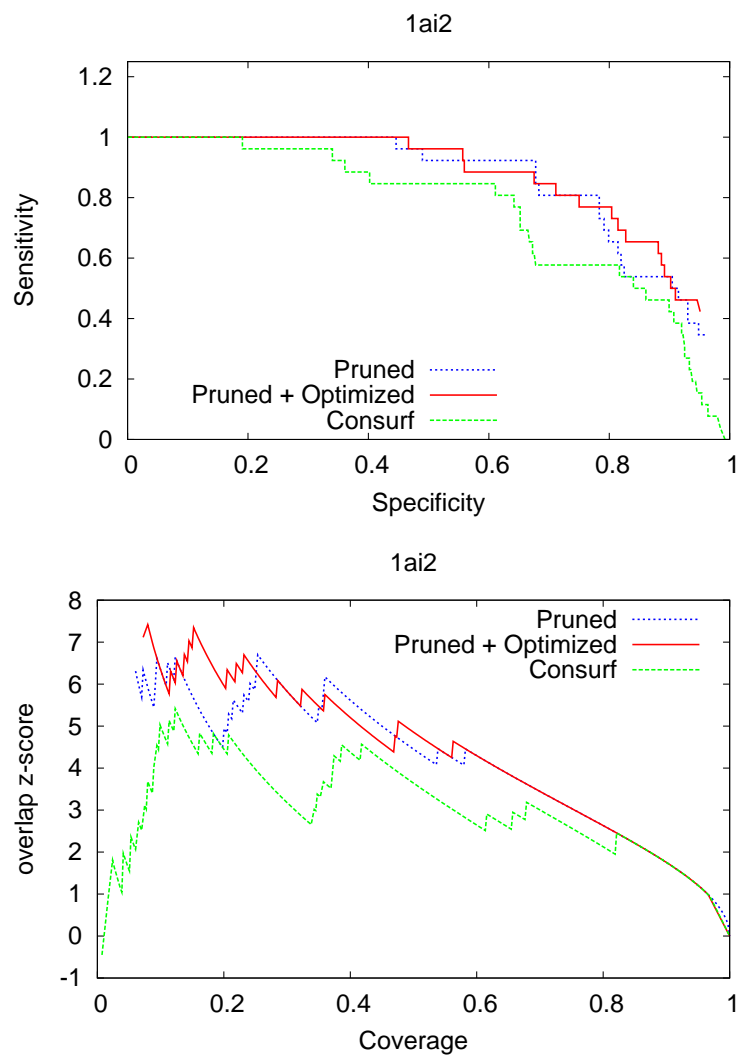 1ai2
1.2
1
0.8
0.6
0.4
0.2
0
Sensitivity
Pruned
Pruned + Optimized
Consurf
0 0.2 0.4 0.6 0.8 1
Specificity
1ai2
8
7
6
5
4
3
2
1
0
-1
overlap z-score
Pruned
Pruned + Optimized
Consurf
0 0.2 0.4 0.6 0.8 1
Coverage